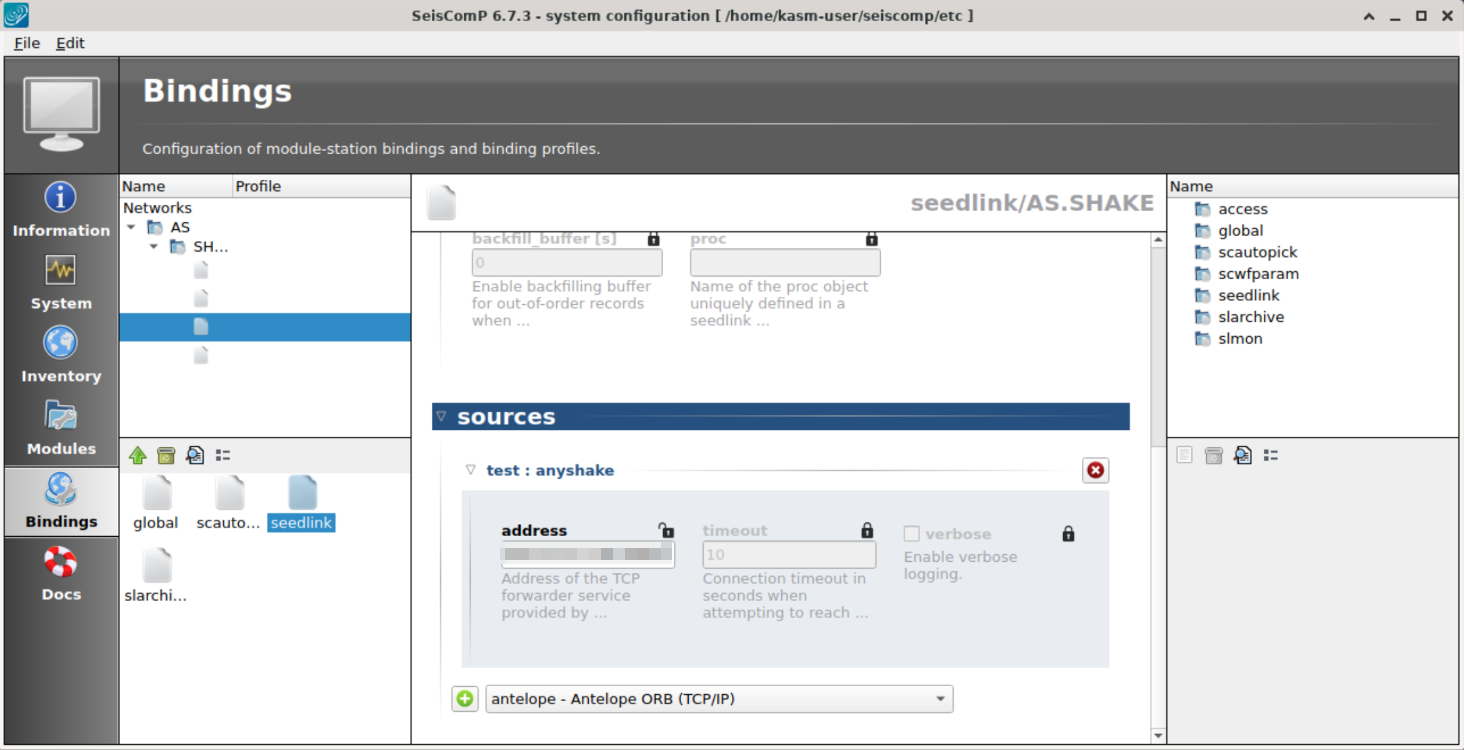 SeisComP 6.7.3 - system configuration [ /home/kasm-user/seiscomp/etc ]
File Edit
Bindings
Configuration of module-station bindings and binding profiles.
Information
System
Inventory
Modules
Bindings
Docs
Name Profile
Networks
AS
SH...
global scauto... seedlink
slarchi...
seedlink/AS.SHAKE
backfill_buffer [s] proc
0
Enable backfilling buffer
for out-of-order records
when ...
Name of the proc object
uniquely defined in a
seedlink ...
sources
test : anyshake
address timeout verbose
10
Address of the TCP
forwarder service
provided by ...
Connection timeout in
seconds when
attempting to reach ...
Enable verbose
logging.
antelope - Antelope ORB (TCP/IP)
Name
access
global
scautopick
scwfparam
seedlink
slarchive
slmon